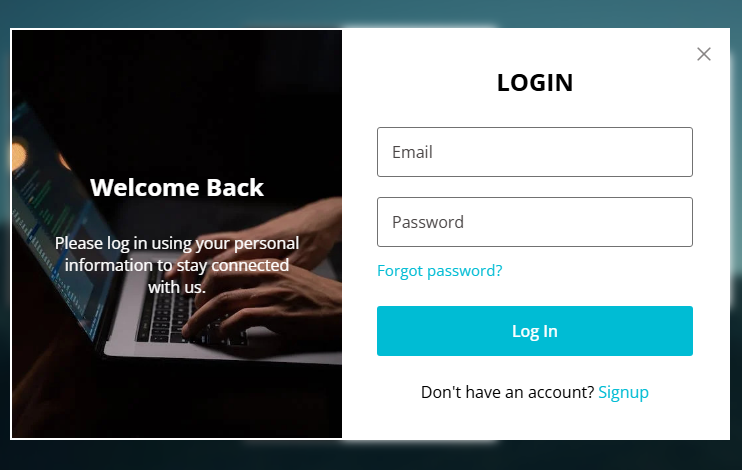 Welcome Back
Please log in using your personal
information to stay connected
with us.
LOGIN
Email
Password
Forgot password?
Log In
Don't have an account? Signup